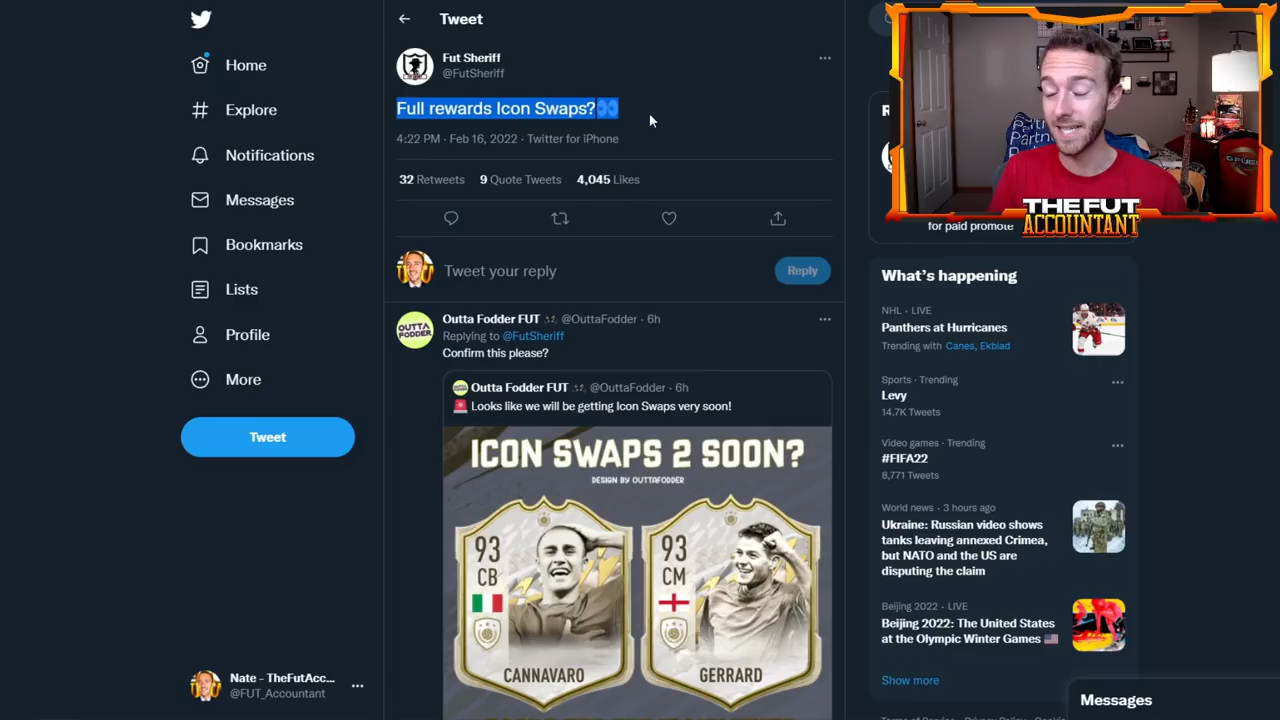 Home
Explore
Notifications
Messages
Bookmarks
Lists
Profile
More
Tweet
Nate - TheFutAcc...
@FUT_Accountant
Tweet
Fut Sheriff
@FutSheriff
Full rewards Icon Swaps?👀
4:22 PM · Feb 16, 2022 · Twitter for iPhone
32 Retweets 9 Quote Tweets 4,045 Likes
Tweet your reply
Reply
OUTTA
FODDER
Outta Fodder FUT @OuttaFodder · 6h
Replying to @FutSheriff
Confirm this please?
Outta Fodder FUT @OuttaFodder · 6h
🚨 Looks like we will be getting Icon Swaps very soon!
ICON SWAPS 2 SOON?
DESIGN BY OUTTAFODDER
93
CB
CANNAVARO
93
CM
GERRARD
Partner
THE FUT
ACCOUNTANT
for paid promote
What's happening
NHL · LIVE
Panthers at Hurricanes
Trending with Canes, Ekblad
Sports · Trending
Levy
14.7K Tweets
Video games · Trending
#FIFA22
8,771 Tweets
World news · 3 hours ago
Ukraine: Russian video shows
tanks leaving annexed Crimea,
but NATO and the US are
disputing the claim
Beijing 2022 · LIVE
Beijing 2022: The United States
at the Olympic Winter Games 🇺🇸
Show more
Messages